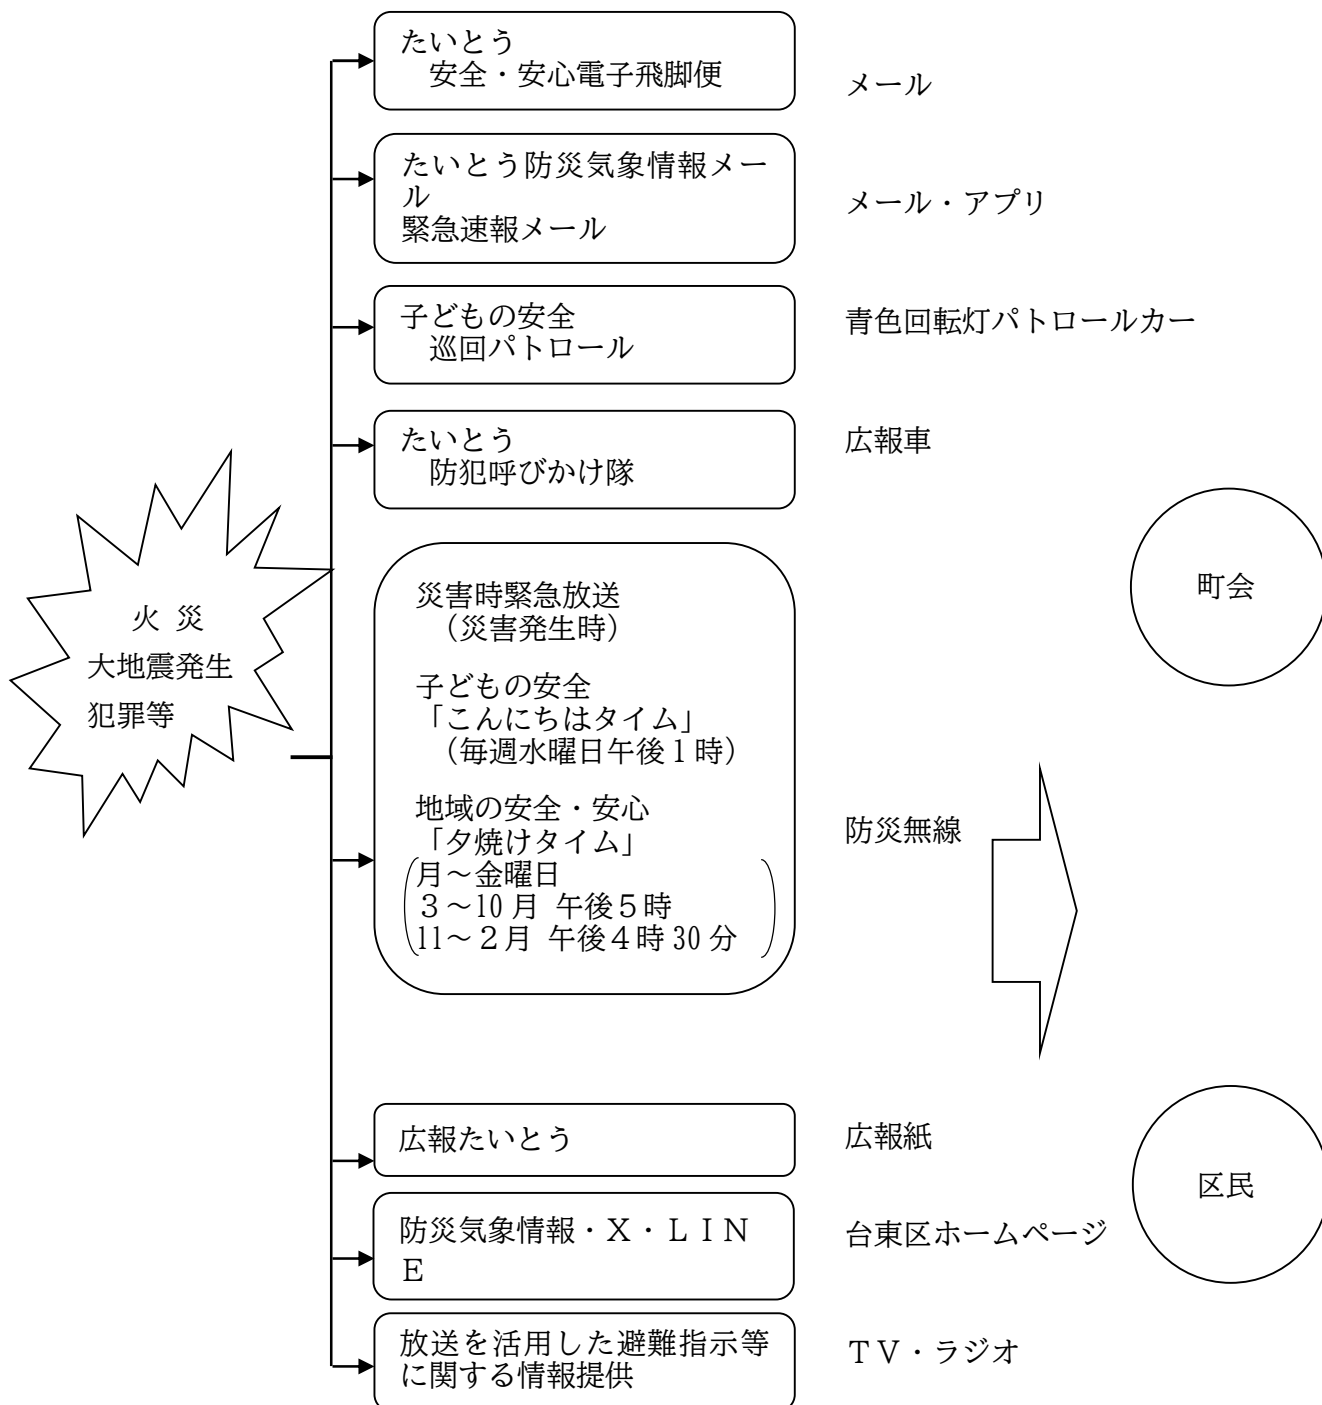 たいとう
安全・安心電子飛脚便
メール
たいとう防災気象情報メー
ル
緊急速報メール
メール・アプリ
子どもの安全
巡回パトロール
青色回転灯パトロールカー
たいとう
防犯呼びかけ隊
広報車
火 災
大地震発生
犯罪等
災害時緊急放送
（災害発生時）
子どもの安全
「こんにちはタイム」
（毎週水曜日午後１時）
地域の安全・安心
「夕焼けタイム」
月～金曜日
３～10 月 午後５時
11～２月 午後４時 30 分
防災無線
町会
広報たいとう
広報紙
区民
防災気象情報・Ｘ・ＬＩＮ
Ｅ
台東区ホームページ
放送を活用した避難指示等
に関する情報提供
ＴＶ・ラジオ